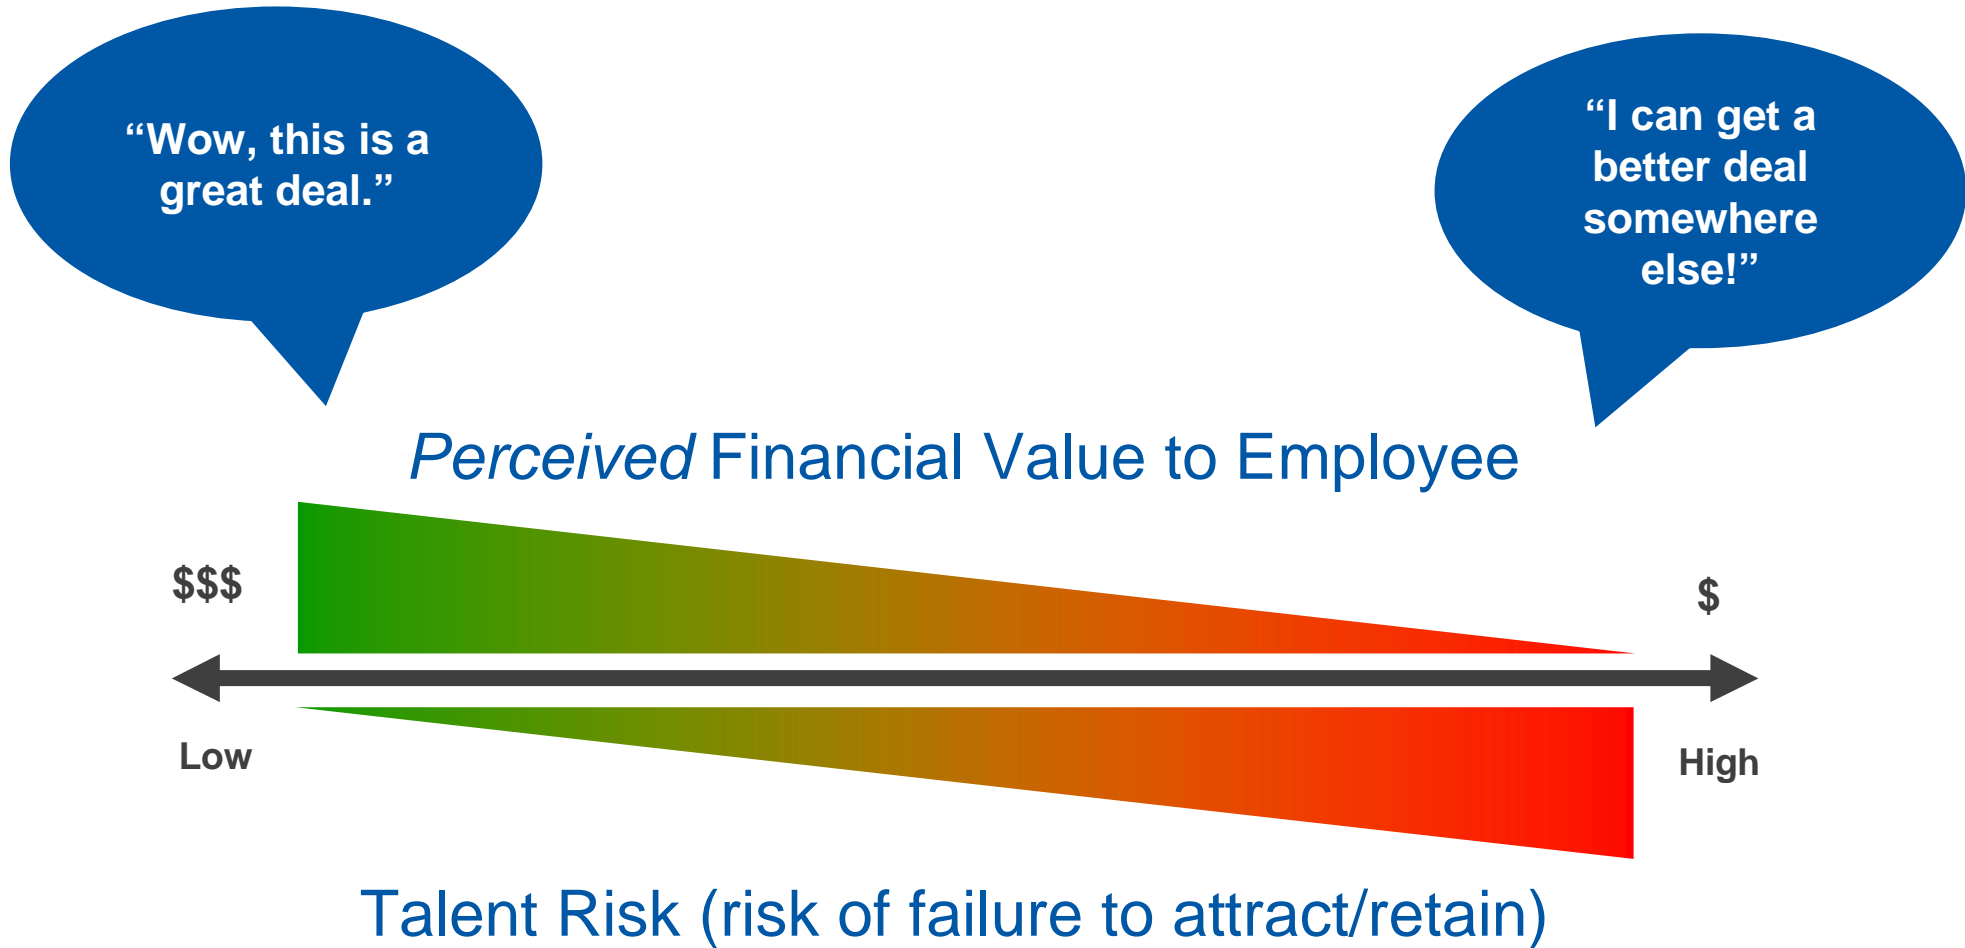 “Wow, this is a
great deal.”
“I can get a
better deal
somewhere
else!”
Perceived Financial Value to Employee
$$$
$
Low
High
Talent Risk (risk of failure to attract/retain)